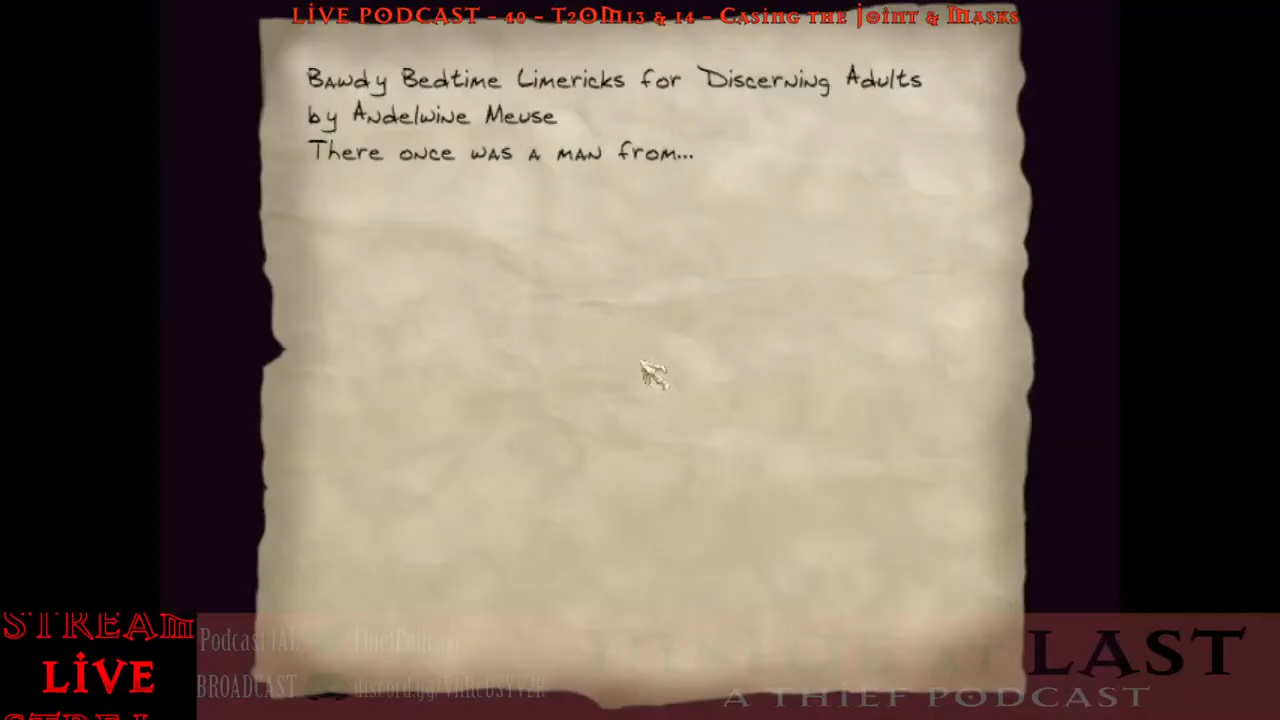 LIVE PODCAST - 40 - T2OM13 & 14 - Casing the Joint & Masks
Bawdy Bedtime Limericks for Discerning Adults
by Andelwine Meuse
There once was a man from...
STREAM
LIVE
BROADCAST
LAST
A THIEF PODCAST